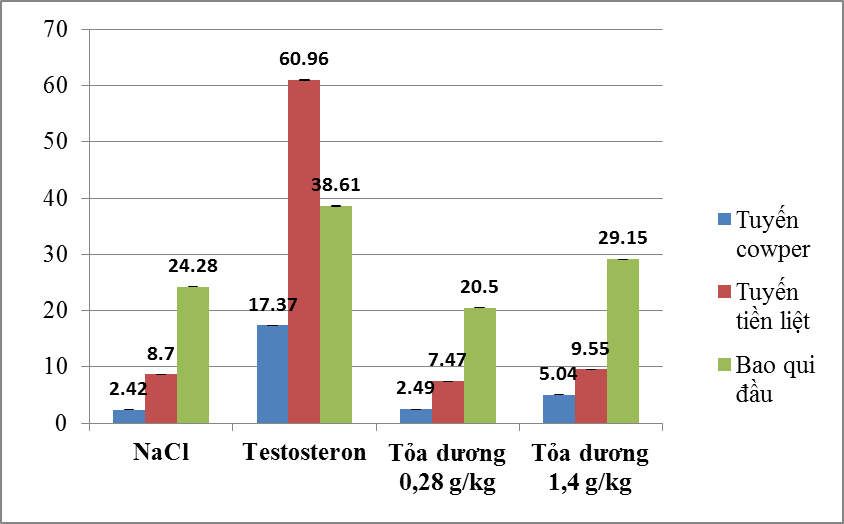 70
60
50
40
30
20
10
0
2.42
8.7
24.28
17.37
60.96
38.61
2.49
7.47
20.5
5.04
9.55
29.15
NaCl
Testosteron
Tỏa dương
0,28 g/kg
Tỏa dương
1,4 g/kg
Tuyến
cowper
Tuyến
tiền liệt
Bao qui
đầu